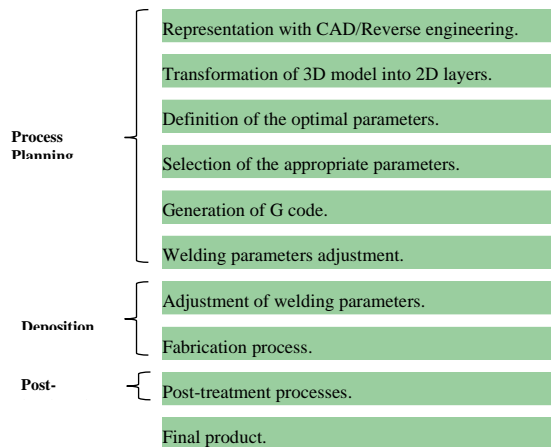 Representation with CAD/Reverse engineering.
Transformation of 3D model into 2D layers.
Definition of the optimal parameters.
Process
Planning
Selection of the appropriate parameters.
Generation of G code.
Welding parameters adjustment.
Adjustment of welding parameters.
Deposition
Fabrication process.
Post-
Post-treatment processes.
Final product.